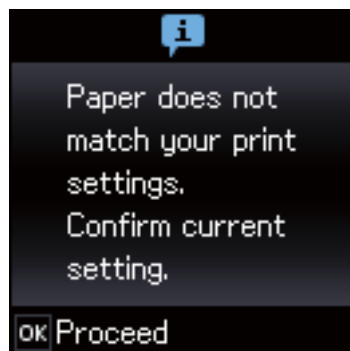 i
Paper does not
match your print
settings.
Confirm current
setting.
OK Proceed